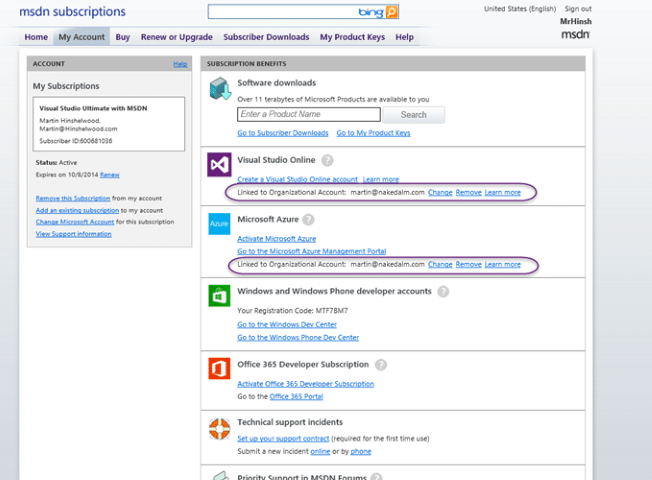 msdn subscriptions
bing
United States (English) Sign out
MrHinsh
msdn
Home My Account Buy Renew or Upgrade Subscriber Downloads My Product Keys Help
ACCOUNT Help
My Subscriptions
Visual Studio Ultimate with MSDN
Martin Hinshelwood,
Martin@Hinshelwood.com
Subscriber ID:600681036
Status: Active
Expires on 10/8/2014 Renew
Remove this Subscription from my account
Add an existing subscription to my account
Change Microsoft Account for this subscription
View Support information
SUBSCRIPTION BENEFITS
Software downloads
Over 11 terabytes of Microsoft Products are available to you
Enter a Product Name Search
Go to Subscriber Downloads Go to My Product Keys
Visual Studio Online ?
Create a Visual Studio Online account Learn more
Linked to Organizational Account: martin@nakedalm.com Change Remove Learn more
Azure
Microsoft Azure ?
Activate Microsoft Azure
Go to the Microsoft Azure Management Portal
Linked to Organizational Account: martin@nakedalm.com Change Remove Learn more
Windows and Windows Phone developer accounts ?
Your Registration Code: MTF7BM7
Go to the Windows Dev Center
Go to the Windows Phone Dev Center
Office 365 Developer Subscription ?
Activate Office 365 Developer Subscription
Go to the Office 365 Portal
Technical support incidents
Set up your support contract (required for the first time use)
Submit a new incident online or by phone
Priority Support in MSDN Forums ?